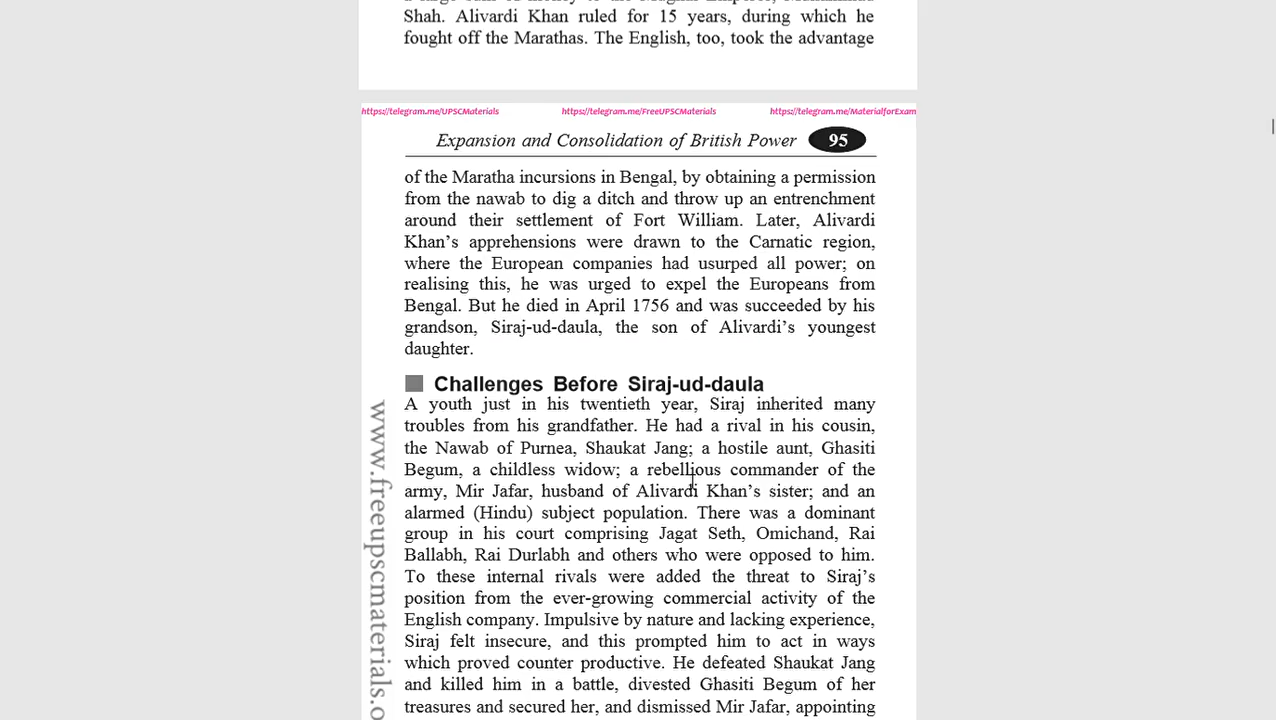 Shah. Alivardi Khan ruled for 15 years, during which he
fought off the Marathas. The English, too, took the advantage
https://telegram.me/UPSCMaterials https://telegram.me/FreeUPSCMaterials https://telegram.me/MaterialforExam
Expansion and Consolidation of British Power 95
of the Maratha incursions in Bengal, by obtaining a permission
from the nawab to dig a ditch and throw up an entrenchment
around their settlement of Fort William. Later, Alivardi
Khan's apprehensions were drawn to the Carnatic region,
where the European companies had usurped all power; on
realising this, he was urged to expel the Europeans from
Bengal. But he died in April 1756 and was succeeded by his
grandson, Siraj-ud-daula, the son of Alivardi's youngest
daughter.
Challenges Before Siraj-ud-daula
A youth just in his twentieth year, Siraj inherited many
troubles from his grandfather. He had a rival in his cousin,
the Nawab of Purnea, Shaukat Jang; a hostile aunt, Ghasiti
Begum, a childless widow; a rebellious commander of the
army, Mir Jafar, husband of Alivardi Khan's sister; and an
alarmed (Hindu) subject population. There was a dominant
group in his court comprising Jagat Seth, Omichand, Rai
Ballabh, Rai Durlabh and others who were opposed to him.
To these internal rivals were added the threat to Siraj's
position from the ever-growing commercial activity of the
English company. Impulsive by nature and lacking experience,
Siraj felt insecure, and this prompted him to act in ways
which proved counter productive. He defeated Shaukat Jang
and killed him in a battle, divested Ghasiti Begum of her
treasures and secured her, and dismissed Mir Jafar, appointing
www.freeupscmaterials.o